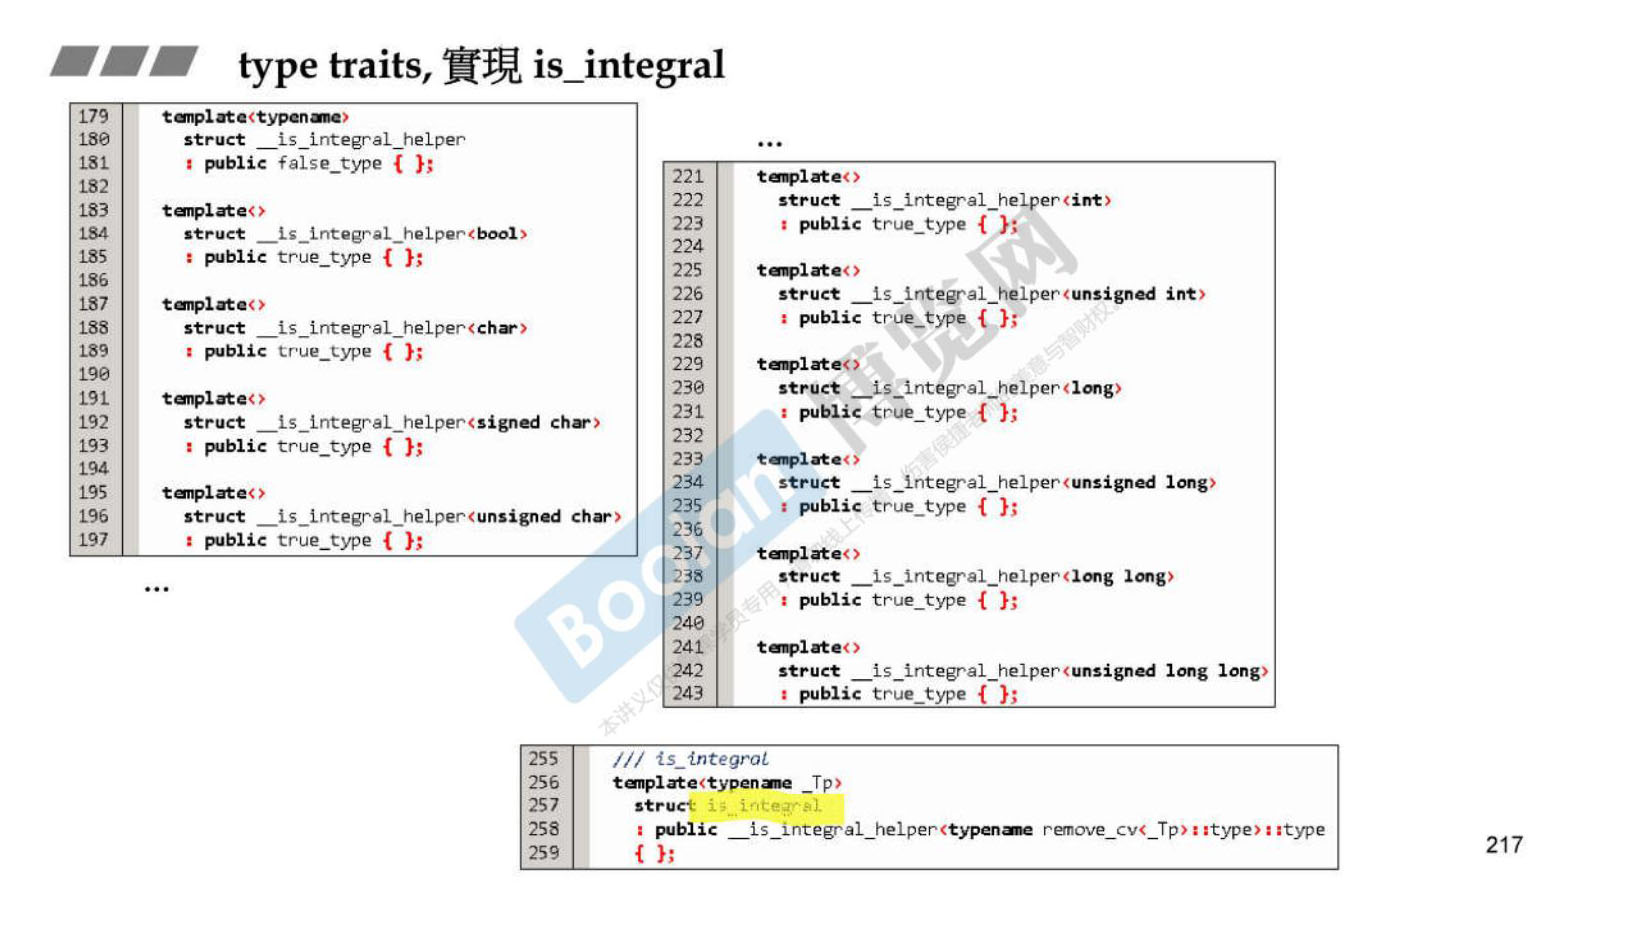 type traits, 實現 is_integral
179 template<typename>
180 struct __is_integral_helper
181 : public false_type { };
182
183 template<>
184 struct __is_integral_helper<bool>
185 : public true_type { };
186
187 template<>
188 struct __is_integral_helper<char>
189 : public true_type { };
190
191 template<>
192 struct __is_integral_helper<signed char>
193 : public true_type { };
194
195 template<>
196 struct __is_integral_helper<unsigned char>
197 : public true_type { };
...
...
221 template<>
222 struct __is_integral_helper<int>
223 : public true_type { };
224
225 template<>
226 struct __is_integral_helper<unsigned int>
227 : public true_type { };
228
229 template<>
230 struct __is_integral_helper<long>
231 : public true_type { };
232
233 template<>
234 struct __is_integral_helper<unsigned long>
235 : public true_type { };
236
237 template<>
238 struct __is_integral_helper<long long>
239 : public true_type { };
240
241 template<>
242 struct __is_integral_helper<unsigned long long>
243 : public true_type { };
255 /// is_integral
256 template<typename _Tp>
257 struct is_integral
258 : public __is_integral_helper<typename remove_cv<_Tp>::type>::type
259 { };
217
Boolan 博览网